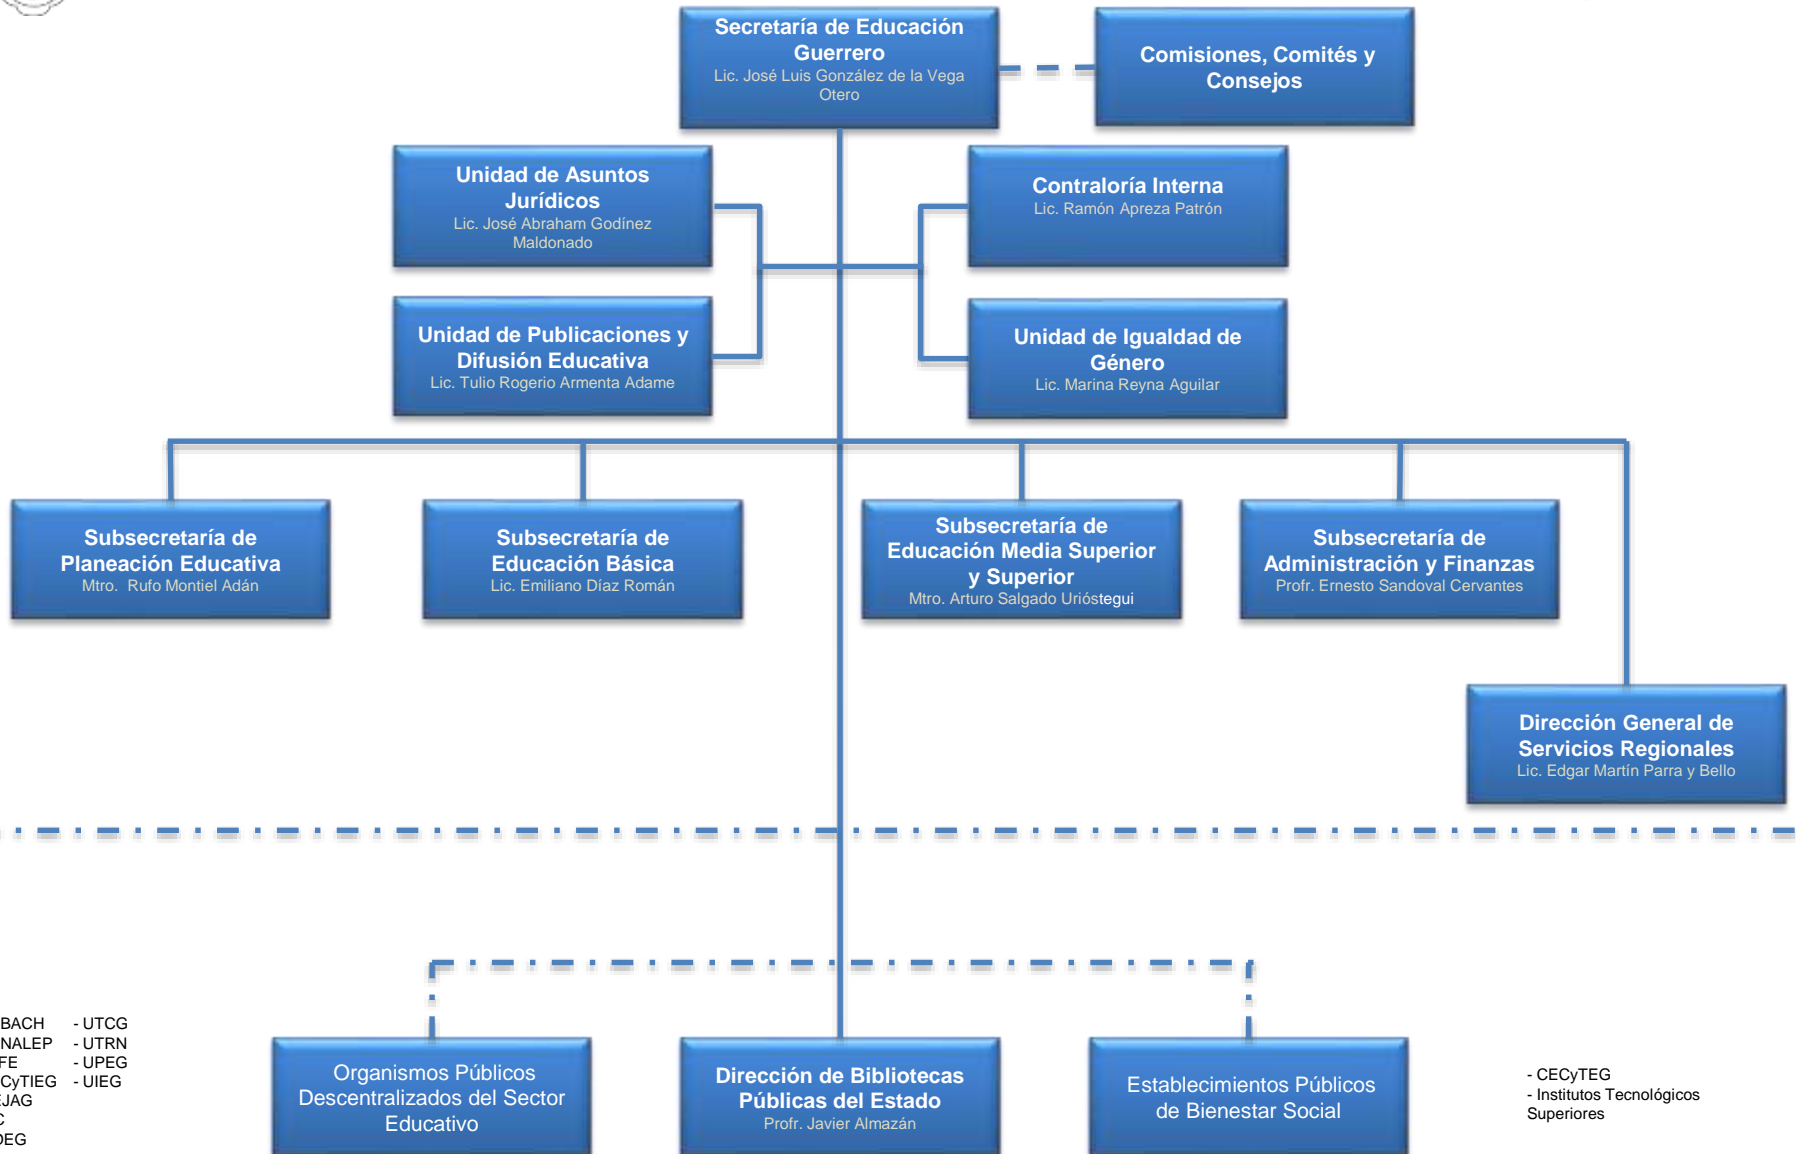 Secretaría de Educación
Guerrero
Lic. José Luis González de la Vega
Otero
Comisiones, Comités y
Consejos
Unidad de Asuntos
Jurídicos
Lic. José Abraham Godínez
Maldonado
Contraloría Interna
Lic. Ramón Apreza Patrón
Unidad de Publicaciones y
Difusión Educativa
Lic. Tulio Rogerio Armenta Adame
Unidad de Igualdad de
Género
Lic. Marina Reyna Aguilar
Subsecretaría de
Planeación Educativa
Mtro. Rufo Montiel Adán
Subsecretaría de
Educación Básica
Lic. Emiliano Díaz Román
Subsecretaría de
Educación Media Superior
y Superior
Mtro. Arturo Salgado Urióstegui
Subsecretaría de
Administración y Finanzas
Profr. Ernesto Sandoval Cervantes
Dirección General de
Servicios Regionales
Lic. Edgar Martín Parra y Bello
BACH - UTCG
NALEP - UTRN
FE - UPEG
CyTIEG - UIEG
EJAG
Organismos Públicos
Descentralizados del Sector
Educativo
Dirección de Bibliotecas
Públicas del Estado
Profr. Javier Almazán
Establecimientos Públicos
de Bienestar Social
- CECyTEG
- Institutos Tecnológicos
Superiores